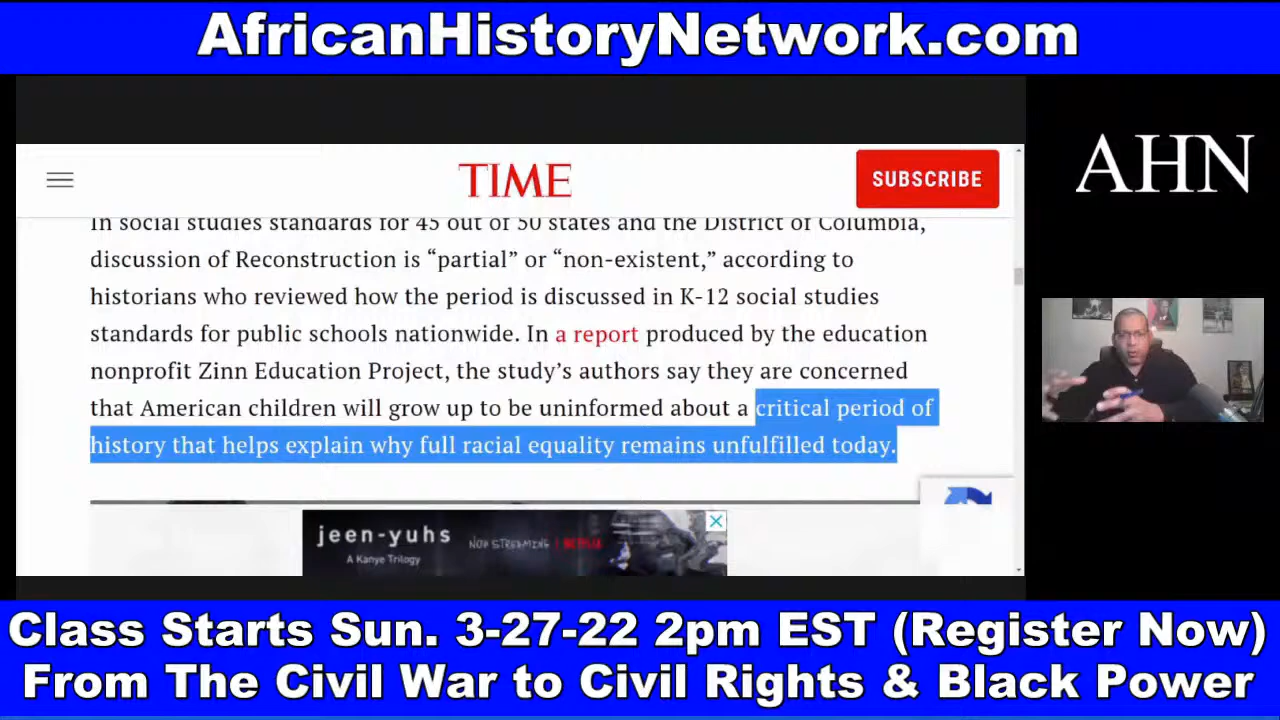 AfricanHistoryNetwork.com
AHN
TIME
SUBSCRIBE
In social studies standards for 45 out of 50 states and the District of Columbia,
discussion of Reconstruction is “partial” or “non-existent,” according to
historians who reviewed how the period is discussed in K-12 social studies
standards for public schools nationwide. In a report produced by the education
nonprofit Zinn Education Project, the study’s authors say they are concerned
that American children will grow up to be uninformed about a critical period of
history that helps explain why full racial equality remains unfulfilled today.
jeen-yuhs
A Kanye Trilogy
NOW STREAMING | NETFLIX
Class Starts Sun. 3-27-22 2pm EST (Register Now)
From The Civil War to Civil Rights & Black Power